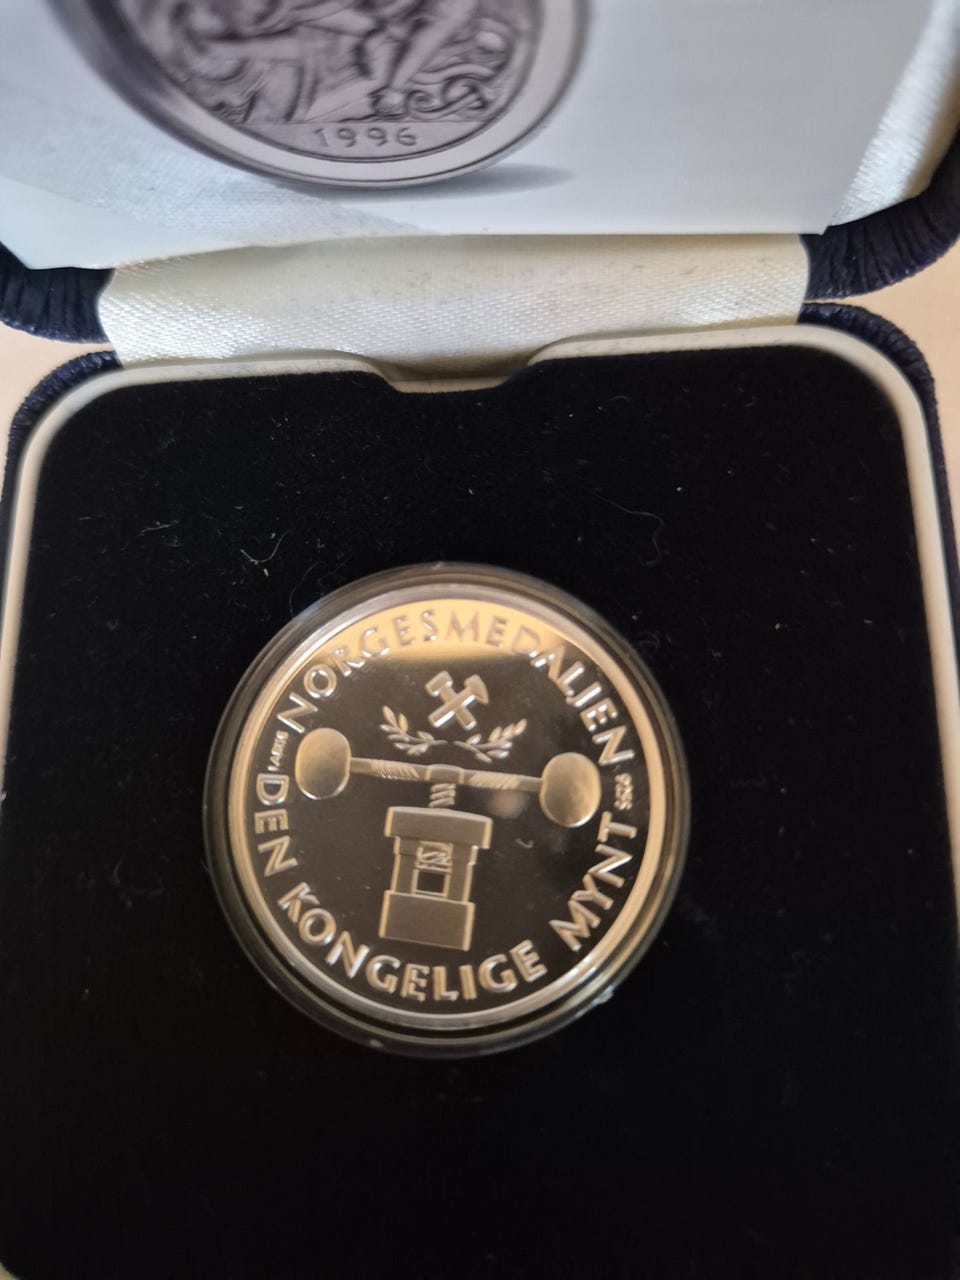 1996
NORGESMEDALJEN
DEN KONGELIGE MYNT